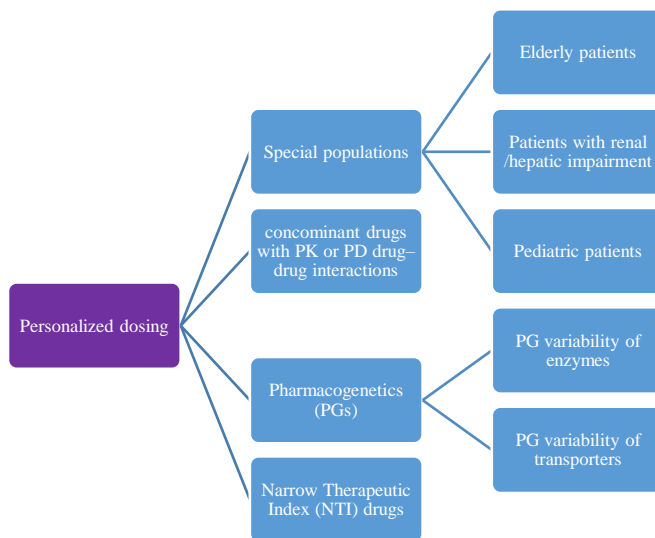 Elderly patients
Special populations
Patients with renal
/hepatic impairment
concominant drugs
with PK or PD drug–
drug interactions
Pediatric patients
Personalized dosing
PG variability of
enzymes
Pharmacogenetics
(PGs)
PG variability of
transporters
Narrow Therapeutic
Index (NTI) drugs